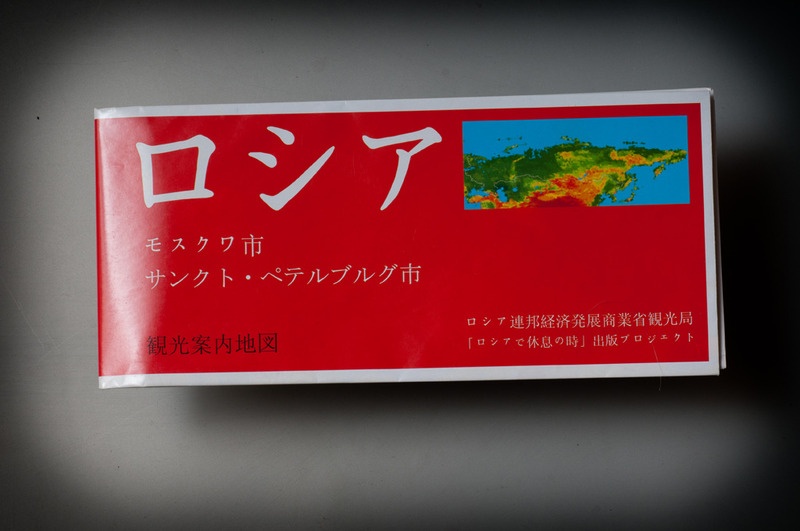 ロシア
モスクワ市
サンクト・ペテルブルグ市
観光案内地図
ロシア連邦経済発展商業省観光局
「ロシアで休息の時」出版プロジェクト